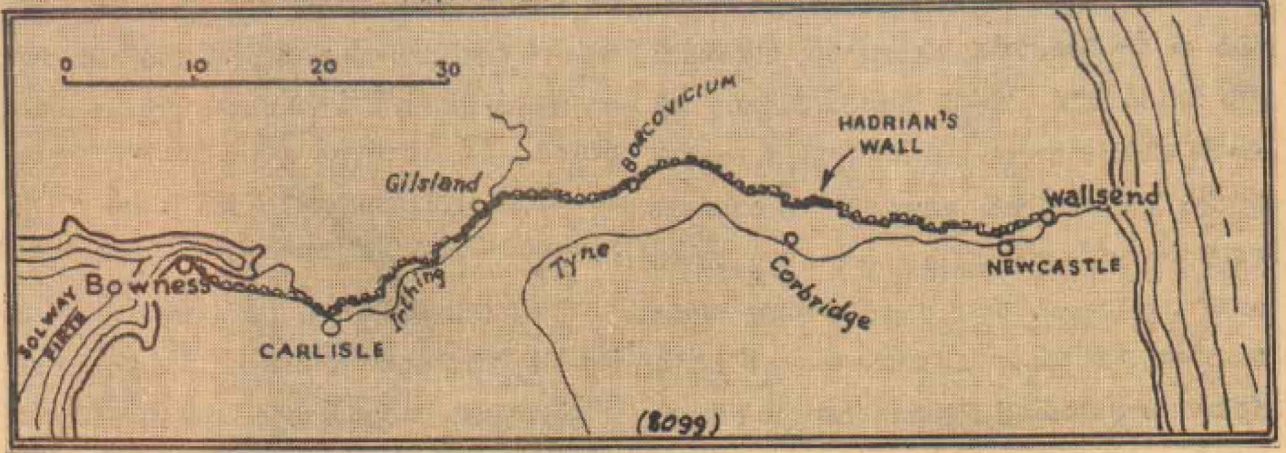 0 10 20 30
BORCOVICIUM
HADRIAN'S
WALL
Gilsland
Wallsend
Tyne
Corbridge
NEWCASTLE
Bowness
Irthing
SOLWAY
FIRTH
CARLISLE
(8099)